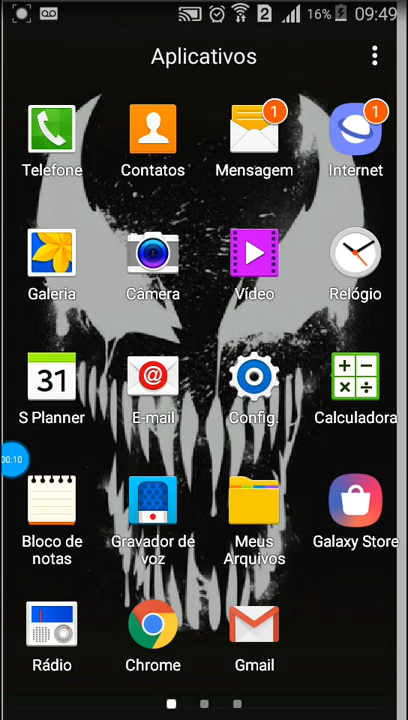 2 16% 09:49
Aplicativos
1 1
Telefone Contatos Mensagem Internet
Galeria Câmera Vídeo Relógio
31
S Planner E-mail Config. Calculadora
00:10
Bloco de notas Gravador de voz Meus Arquivos Galaxy Store
Rádio Chrome Gmail